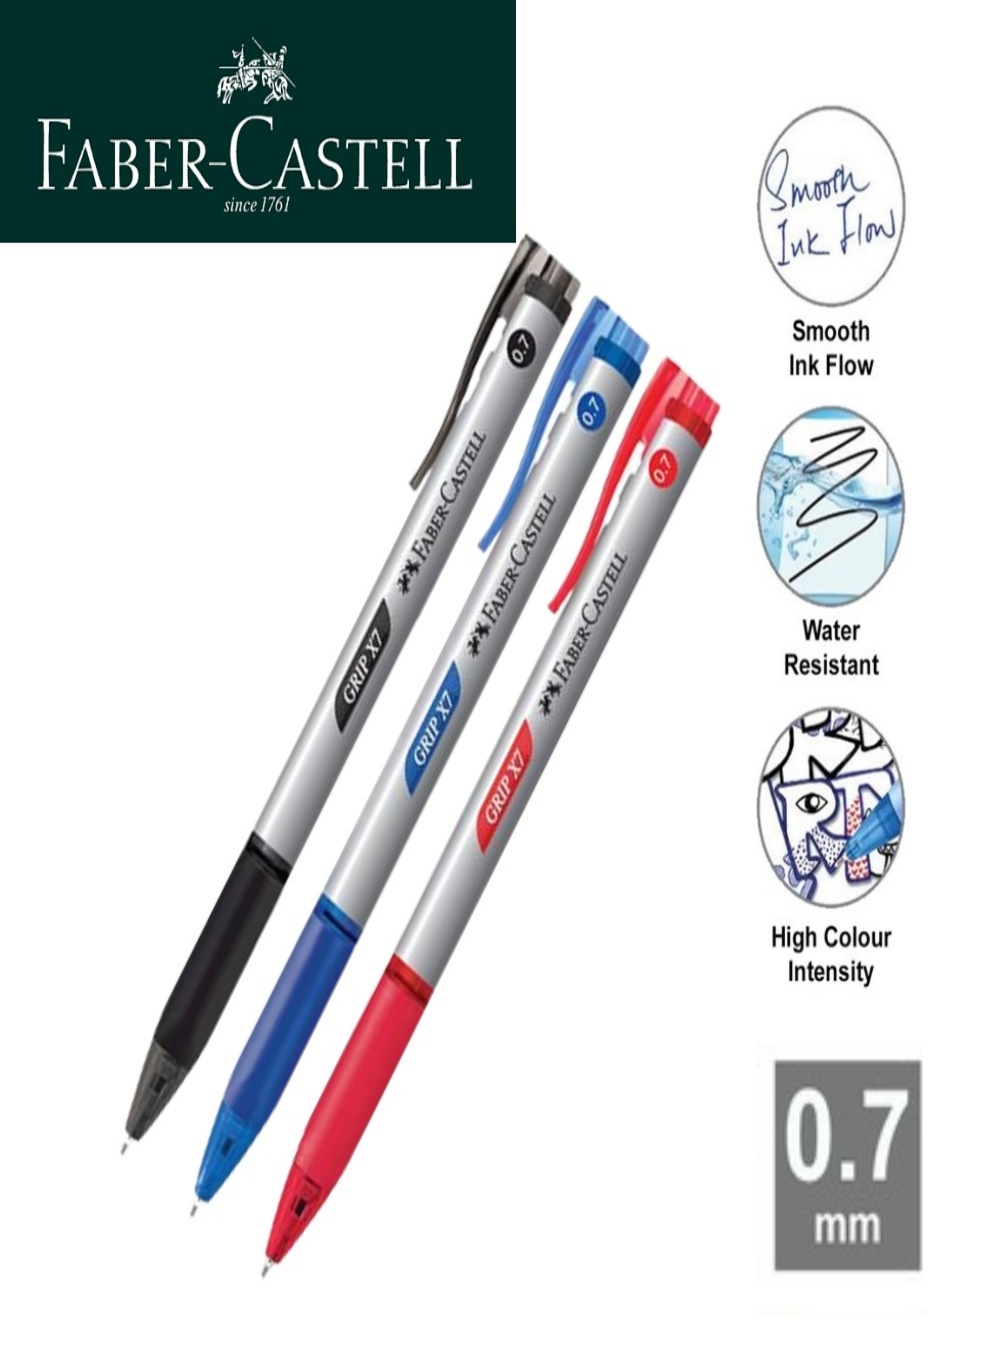 FABER-CASTELL
since 1761
Smooth
Ink Flow
Smooth
Ink Flow
Water
Resistant
ART
High Colour
Intensity
0.7
mm
0.7
FABER-CASTELL
GRIP X7
0.7
FABER-CASTELL
GRIP X7
0.7
FABER-CASTELL
GRIP X7